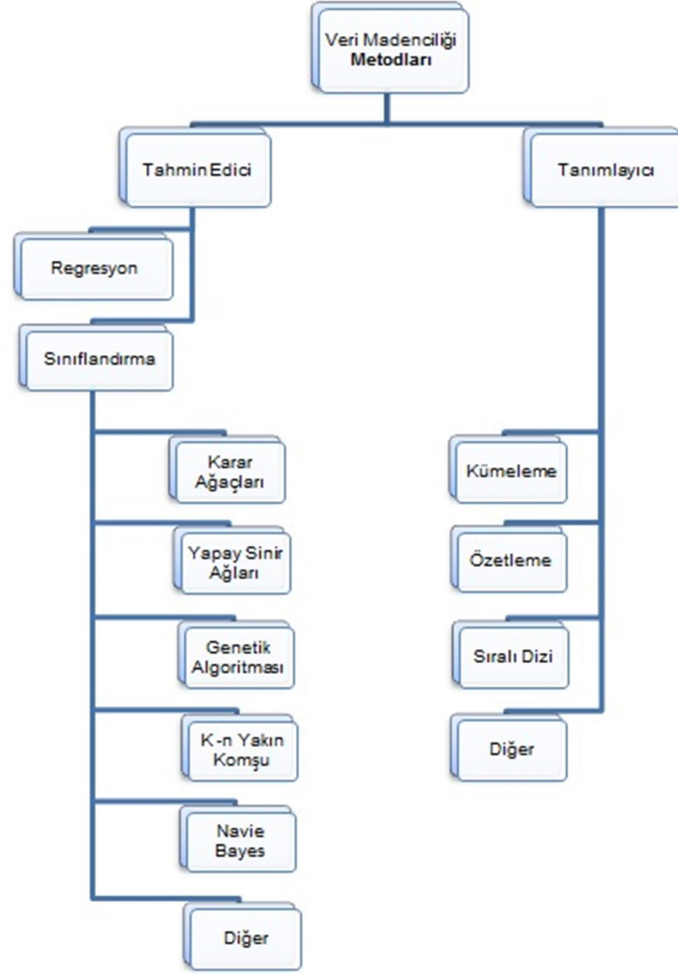 Veri Madenciliği
Metodları
Tahmin Edici
Tanımlayıcı
Regresyon
Sınıflandırma
Karar
Ağaçları
Yapay Sinir
Ağları
Genetik
Algoritması
K-n Yakın
Komşu
Navie
Bayes
Diğer
Kümeleme
Özetleme
Sıralı Dizi
Diğer